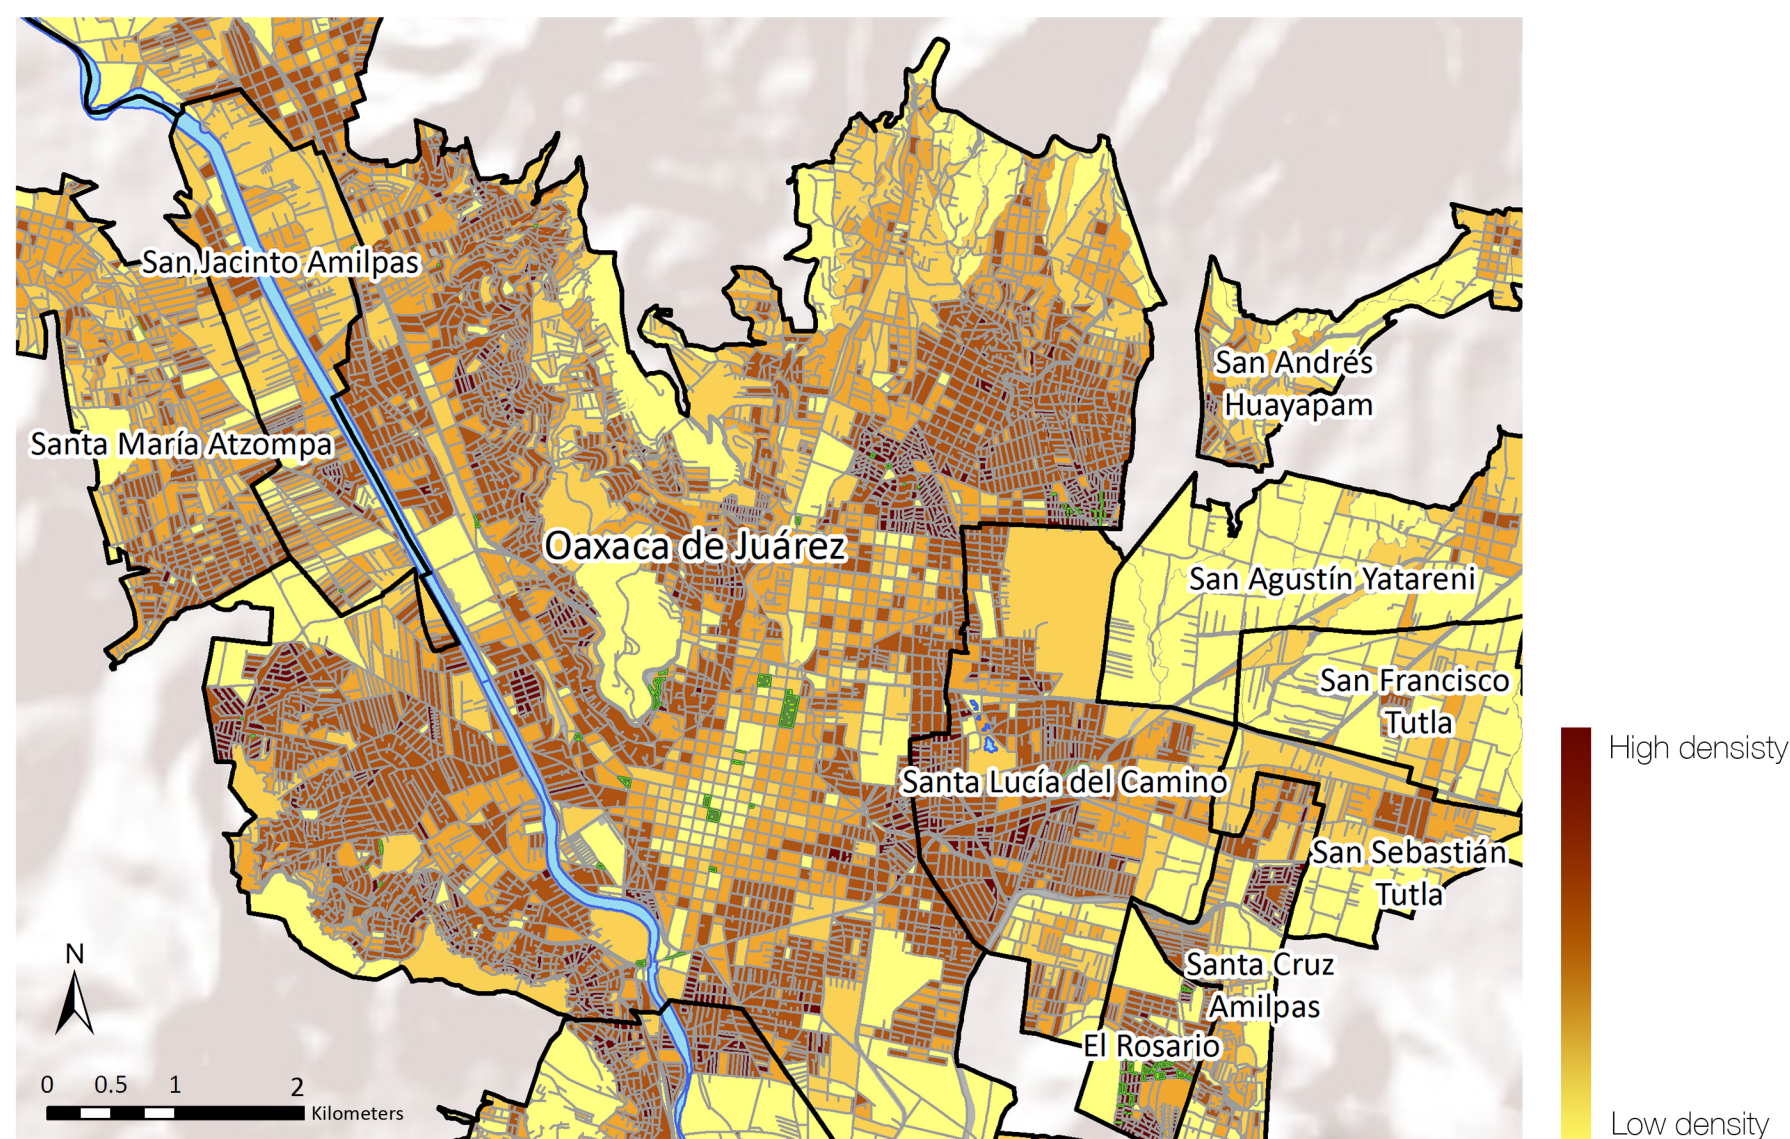 San Jacinto Amilpas
San Andrés
Huayapam
Santa María Atzompa
Oaxaca de Juárez
San Agustín Yatareni
San Francisco
Tutla
High densisty
Santa Lucía del Camino
San Sebastián
Tutla
N
Santa Cruz
Amilpas
El Rosario
0 0.5 1 2
Kilometers
Low density